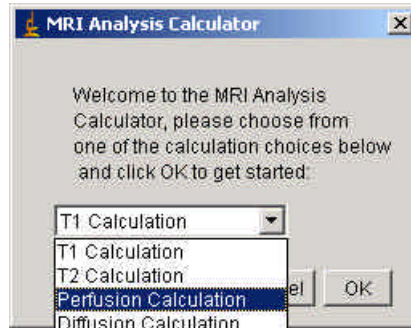 MRI Analysis Calculator
Welcome to the MRI Analysis
Calculator, please choose from
one of the calculation choices below
and click OK to get started:
T1 Calculation
T1 Calculation
T2 Calculation
Perfusion Calculation
Diffusion Calculation
OK